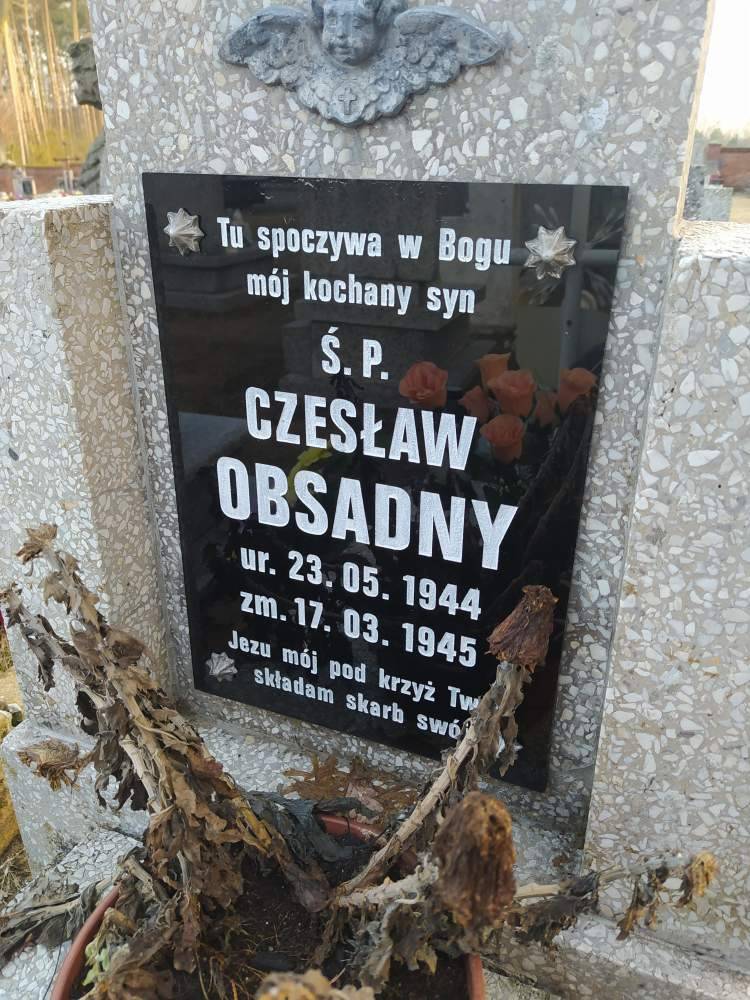 Tu spoczywa w Bogu
mój kochany syn
Ś. P.
CZESŁAW
OBSADNY
ur. 23. 05. 1944
zm. 17. 03. 1945
Jezu mój pod krzyż
składam skarb